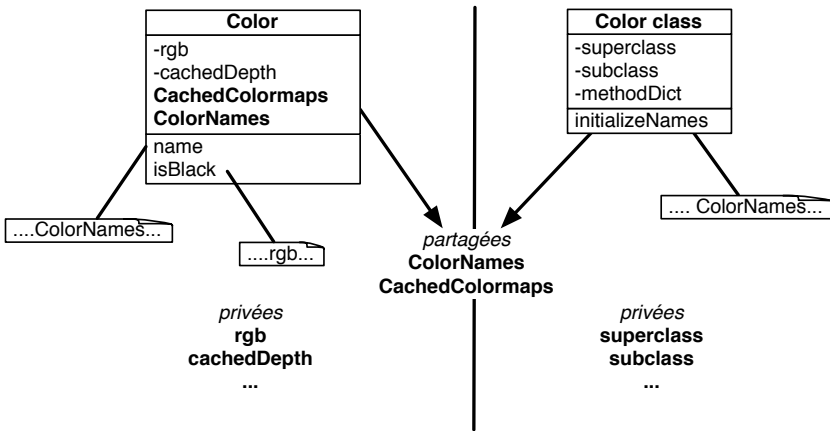 Color
-rgb
-cachedDepth
CachedColormaps
ColorNames
name
isBlack
....ColorNames...
....rgb...
Color class
-superclass
-subclass
-methodDict
initializeNames
.... ColorNames...
partagées
ColorNames
CachedColormaps
privées
rgb
cachedDepth
...
privées
superclass
subclass
...